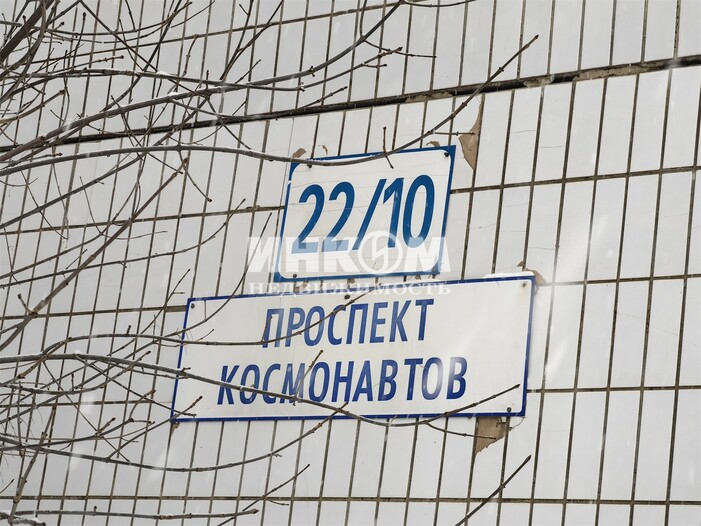 22/10
ИНКОМ
НЕДВИЖИМОСТЬ
ПРОСПЕКТ
КОСМОНАВТОВ